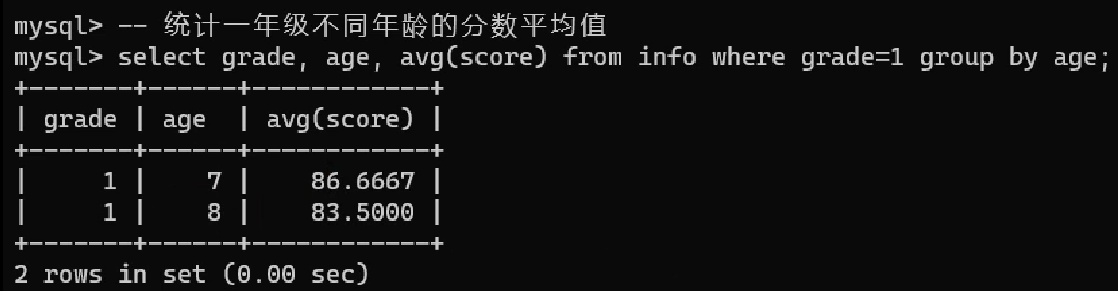 mysql> -- 统计一年级不同年龄的分数平均值
mysql> select grade, age, avg(score) from info where grade=1 group by age;
+-------+------+------------+
| grade | age  | avg(score) |
+-------+------+------------+
|     1 |    7 |    86.6667 |
|     1 |    8 |    83.5000 |
+-------+------+------------+
2 rows in set (0.00 sec)